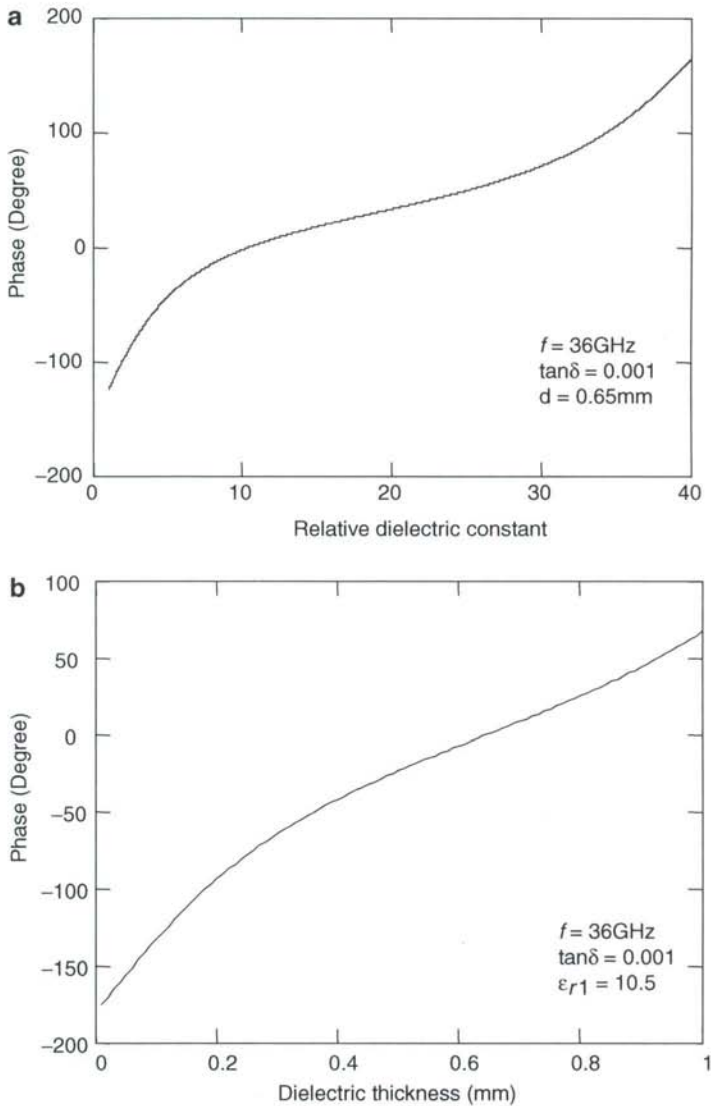 a
200
100
0
−100
−200
Phase (Degree)
f = 36GHz
tanδ = 0.001
d = 0.65mm
0
10
20
30
40
Relative dielectric constant
b
100
50
0
−50
−100
−150
−200
Phase (Degree)
f = 36GHz
tanδ = 0.001
εr1 = 10.5
0
0.2
0.4
0.6
0.8
1
Dielectric thickness (mm)